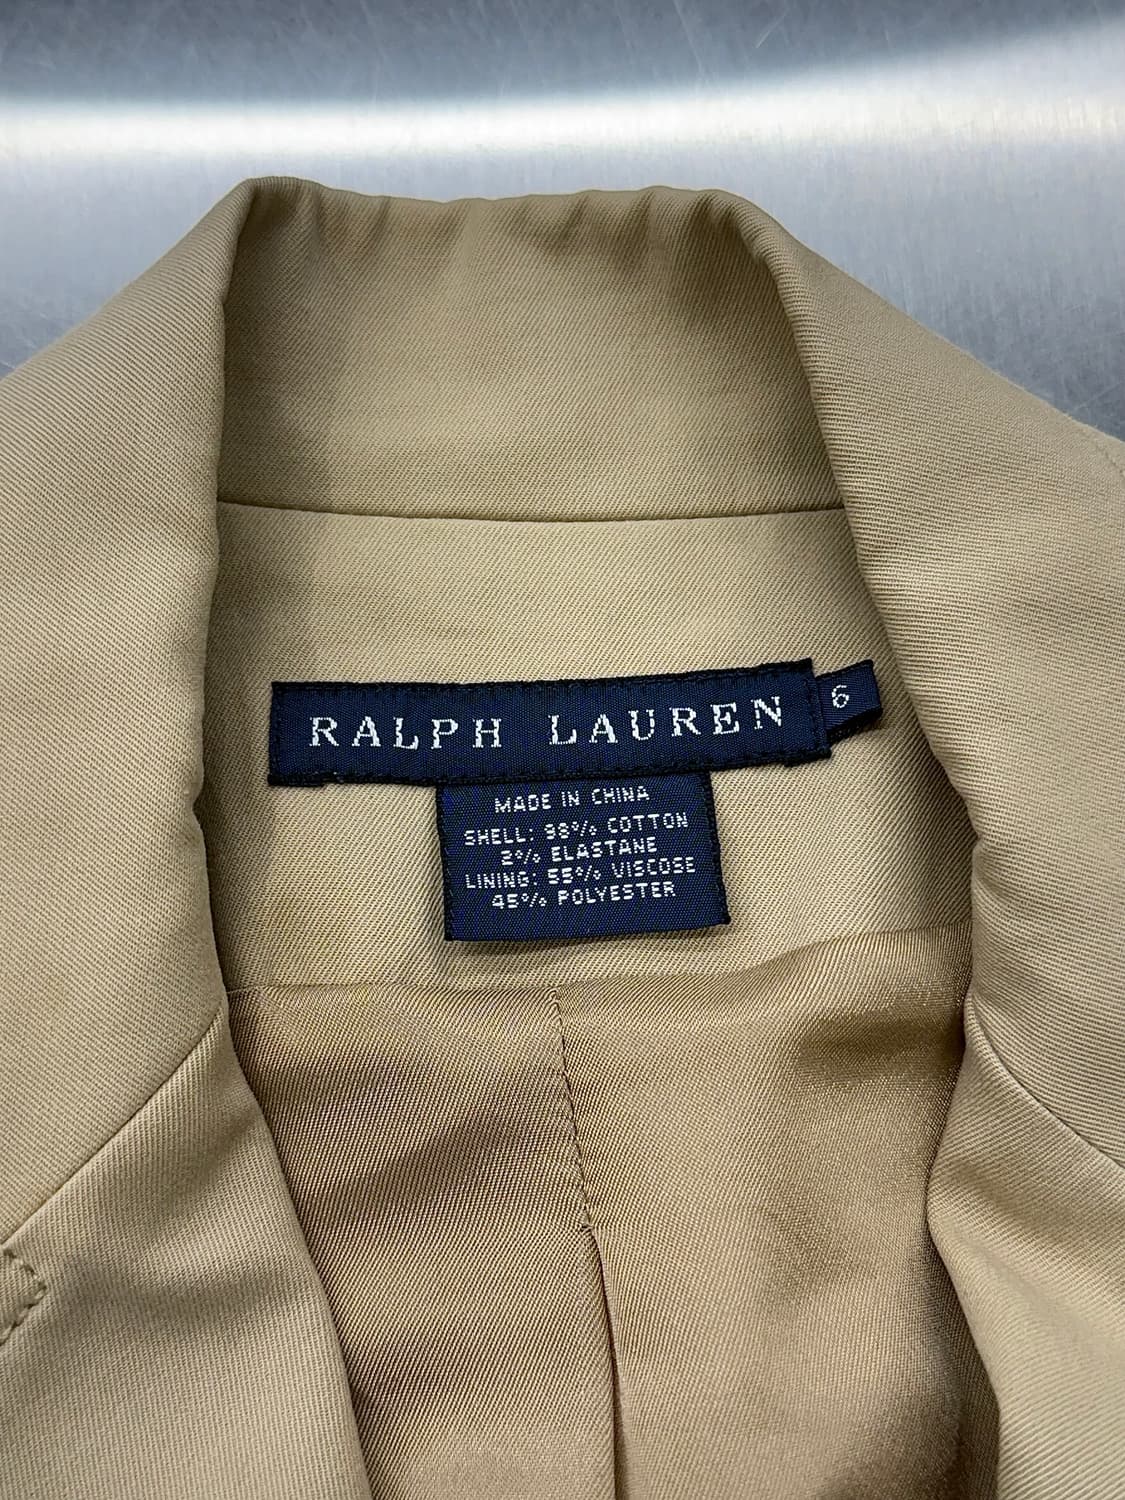 RALPH LAUREN
6
MADE IN CHINA
SHELL: 98% COTTON
2% ELASTANE
LINING: 55% VISCOSE
45% POLYESTER